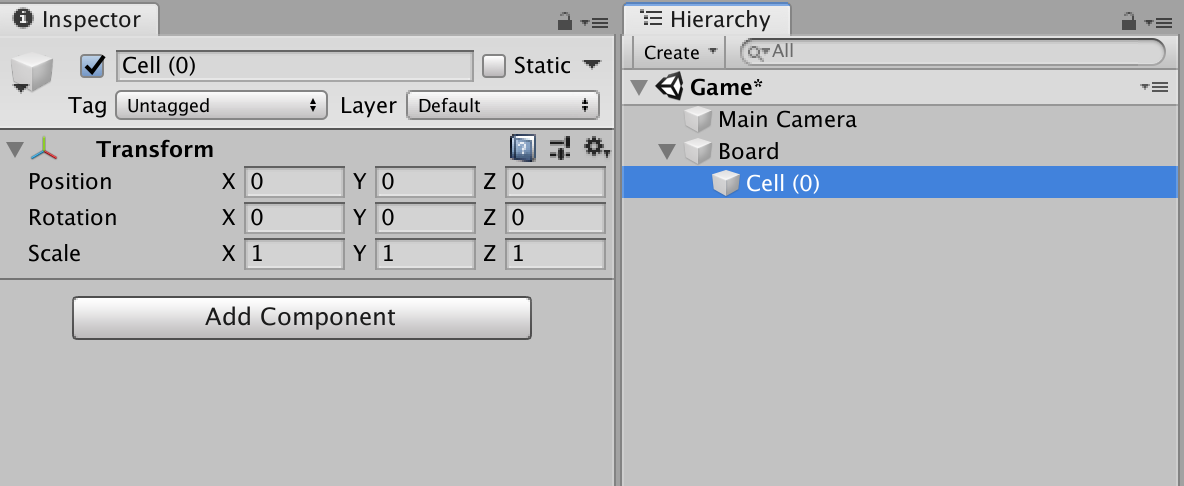 Inspector
Cell (0)
Static
Tag Untagged Layer Default
Transform
Position X 0 Y 0 Z 0
Rotation X 0 Y 0 Z 0
Scale X 1 Y 1 Z 1
Add Component
Hierarchy
Create All
Game*
Main Camera
Board
Cell (0)